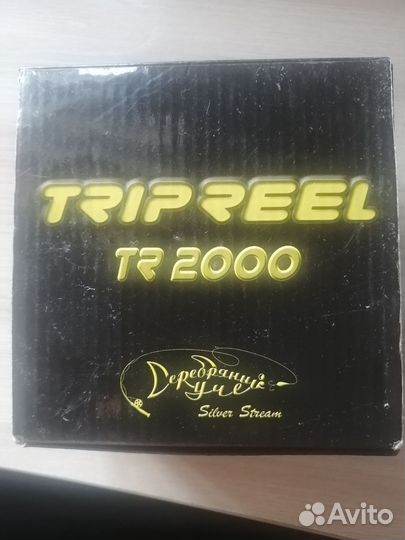 TRIPREEL
TR 2000
Серебряный
Ручей
Silver Stream
Avito